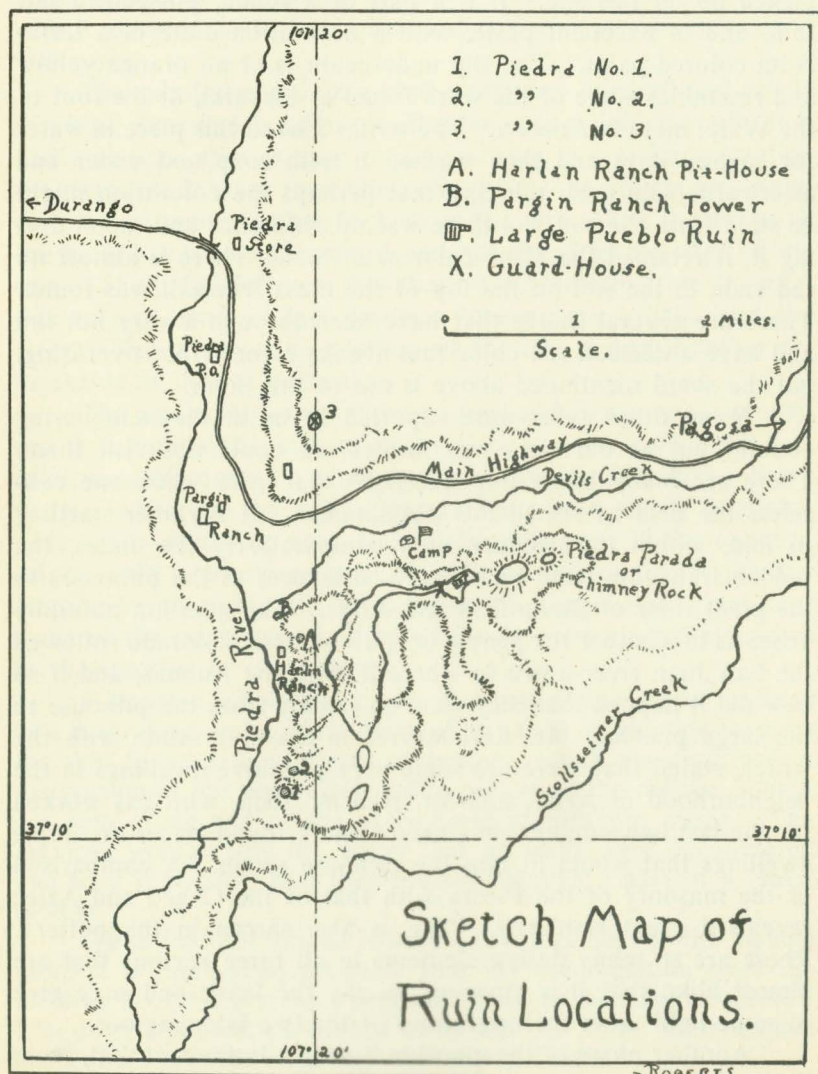 107° 20'
1. Piedra No. 1.
2. " No. 2.
3. " No. 3.
A. Harlan Ranch Pit-House
B. Pargin Ranch Tower
. Large Pueblo Ruin
X. Guard-House.
← Durango
Piedra
Store
0 1 2 Miles.
Scale.
Piedra
P.O.
3
Pagosa →
Main Highway
Devils Creek
Pargin
Ranch
Camp
Piedra Parada
or
Chimney Rock
X
B
A
Harlan
Ranch
Piedra River
Stollsteimer Creek
2
1
37° 10'
37° 10'
Sketch Map of
Ruin Locations.
107° 20'
- ROBERTS